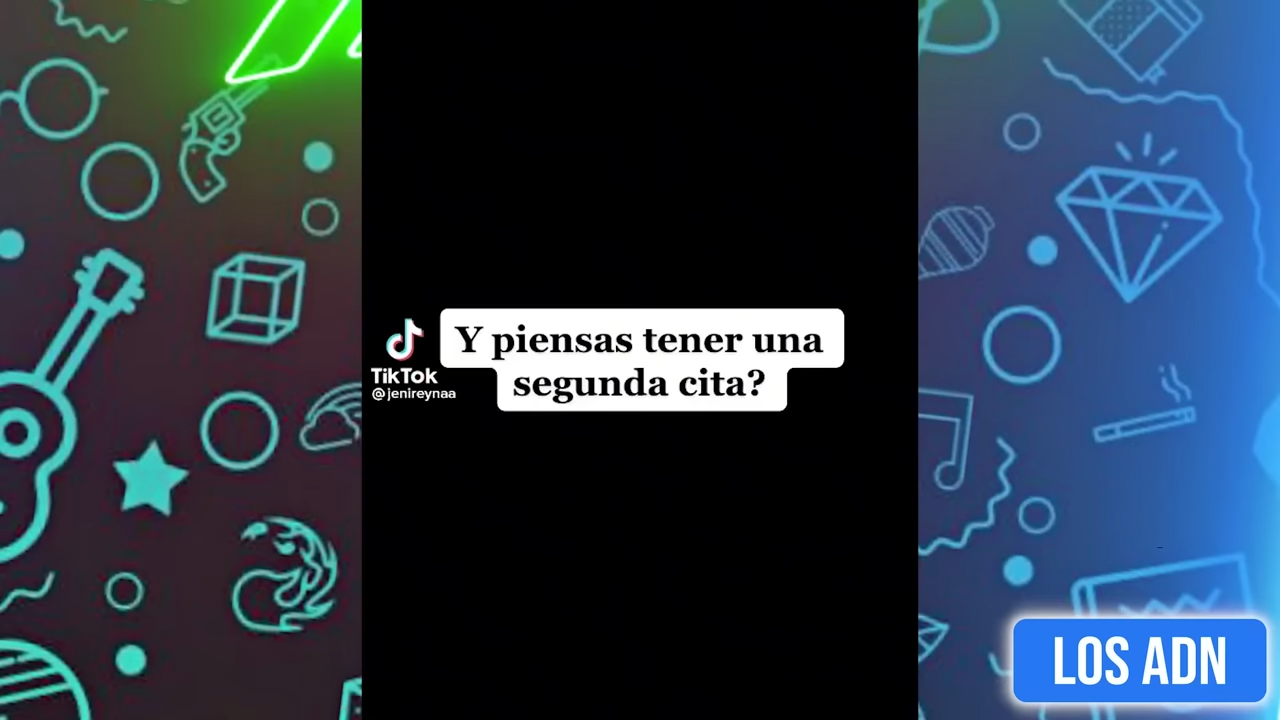 Y piensas tener una
segunda cita?
TikTok
@jenireynaa
LOS ADN